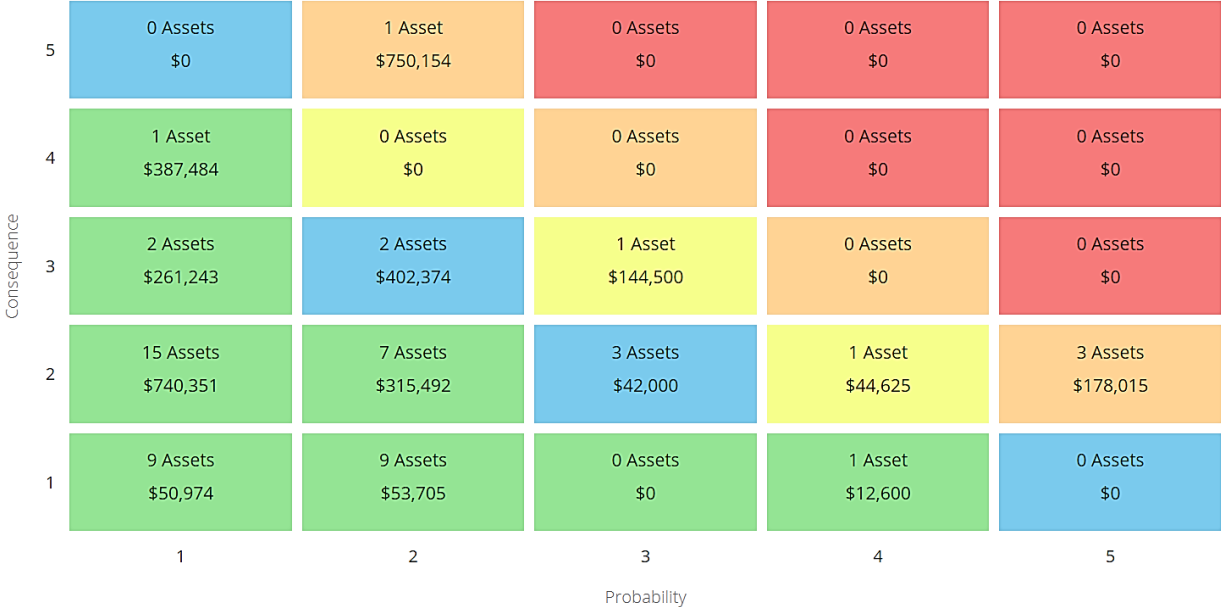 0 Assets
$0
1 Asset
$750,154
0 Assets
$0
0 Assets
$0
0 Assets
$0
5
1 Asset
$387,484
0 Assets
$0
0 Assets
$0
0 Assets
$0
0 Assets
$0
4
2 Assets
$261,243
2 Assets
$402,374
1 Asset
$144,500
0 Assets
$0
0 Assets
$0
3
Consequence
15 Assets
$740,351
7 Assets
$315,492
3 Assets
$42,000
1 Asset
$44,625
3 Assets
$178,015
2
9 Assets
$50,974
9 Assets
$53,705
0 Assets
$0
1 Asset
$12,600
0 Assets
$0
1
1
2
3
4
5
Probability